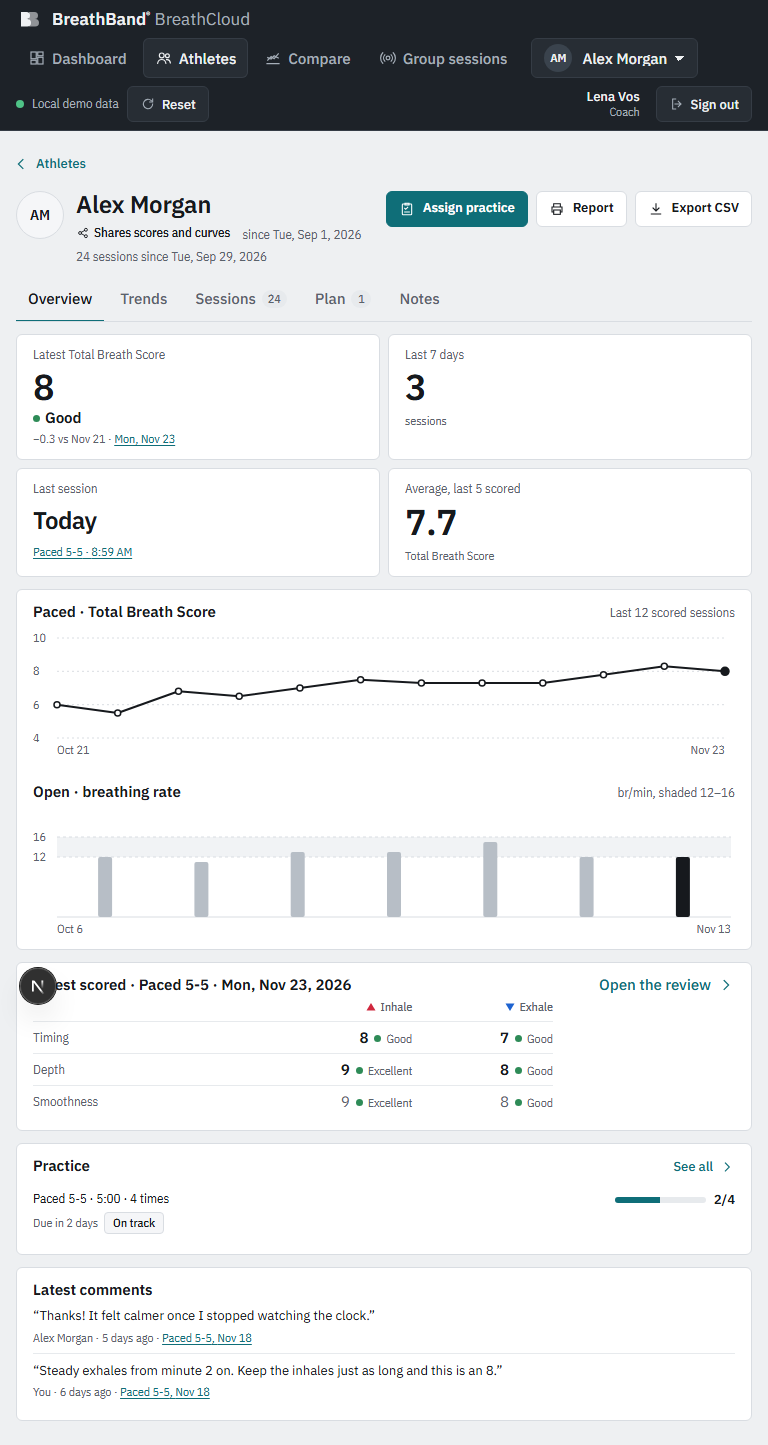 BreathBand® BreathCloud
Dashboard Athletes Compare Group sessions AM Alex Morgan
Local demo data Reset Lena Vos Coach Sign out
Athletes
AM
Alex Morgan
Shares scores and curves since Tue, Sep 1, 2026
24 sessions since Tue, Sep 29, 2026
Assign practice Report Export CSV
Overview Trends Sessions 24 Plan 1 Notes
Latest Total Breath Score
8
Good
−0.3 vs Nov 21 · Mon, Nov 23
Last 7 days
3
sessions
Last session
Today
Paced 5-5 · 8:59 AM
Average, last 5 scored
7.7
Total Breath Score
Paced · Total Breath Score Last 12 scored sessions
10
8
6
4
Oct 21 Nov 23
Open · breathing rate br/min, shaded 12–16
16
12
Oct 6 Nov 13
N
est scored · Paced 5-5 · Mon, Nov 23, 2026 Open the review
Inhale Exhale
Timing 8 Good 7 Good
Depth 9 Excellent 8 Good
Smoothness 9 Excellent 8 Good
Practice See all
Paced 5-5 · 5:00 · 4 times 2/4
Due in 2 days On track
Latest comments
“Thanks! It felt calmer once I stopped watching the clock.”
Alex Morgan · 5 days ago · Paced 5-5, Nov 18
“Steady exhales from minute 2 on. Keep the inhales just as long and this is an 8.”
You · 6 days ago · Paced 5-5, Nov 18